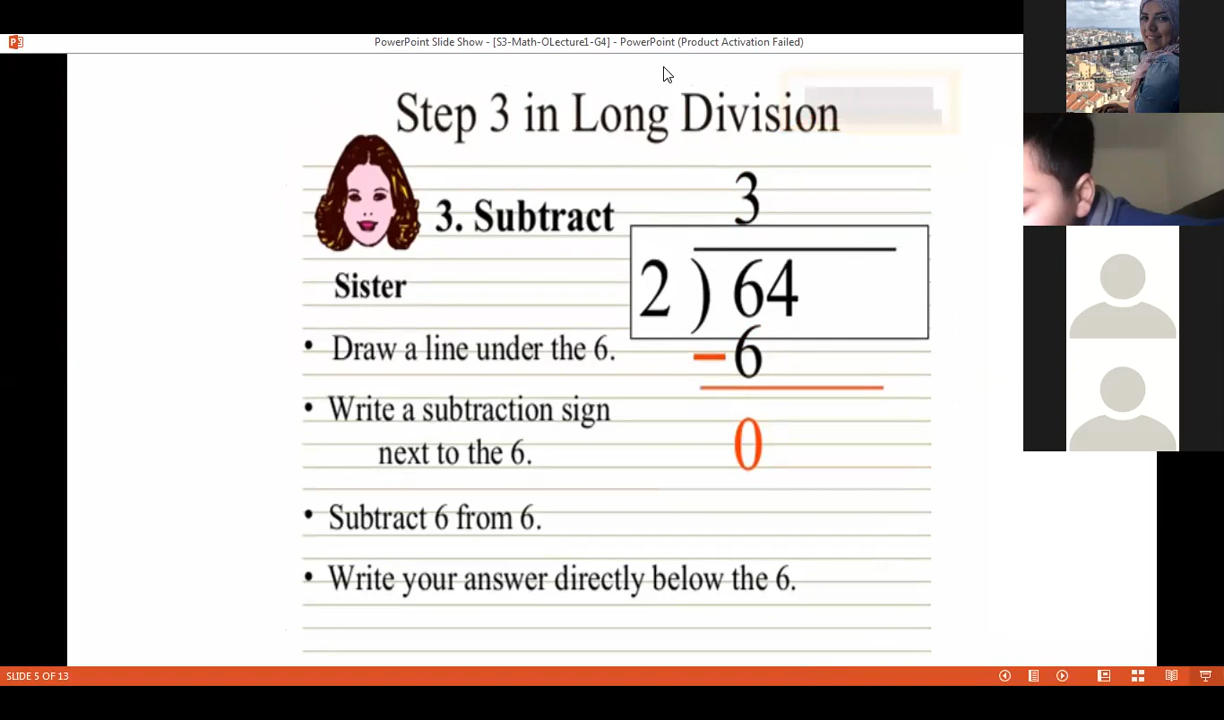 PowerPoint Slide Show - [S3-Math-OLecture1-G4] - PowerPoint (Product Activation Failed)
Step 3 in Long Division
3. Subtract
Sister
3
2 ) 64
– 6
0
• Draw a line under the 6.
• Write a subtraction sign
next to the 6.
• Subtract 6 from 6.
• Write your answer directly below the 6.
SLIDE 5 OF 13